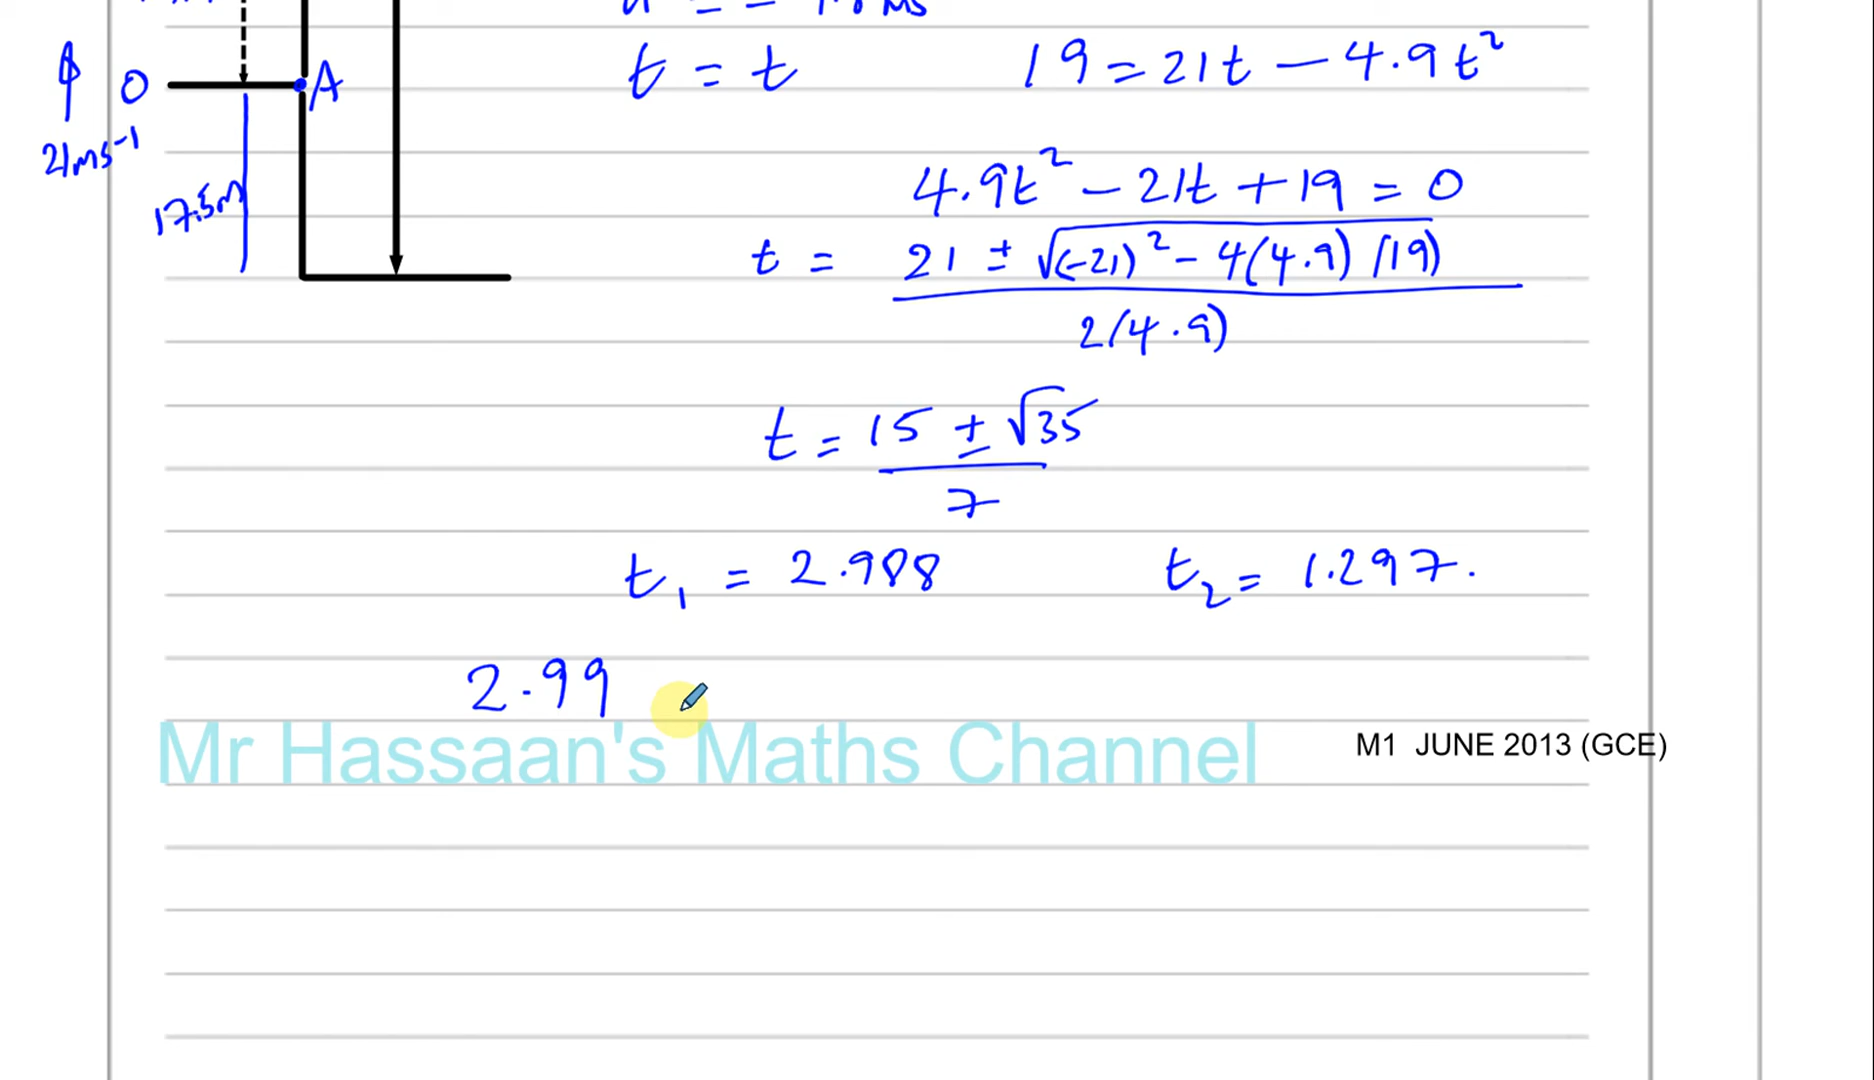 t = t
19 = 21t - 4.9t²
O
A
21ms⁻¹
17.5m
4.9t² - 21t + 19 = 0
t = 21 ± √(-21)² - 4(4.9)(19)
2(4.9)
t = 15 ± √35
7
t₁ = 2.988
t₂ = 1.297.
2.99
Mr Hassaan's Maths Channel
M1 JUNE 2013 (GCE)